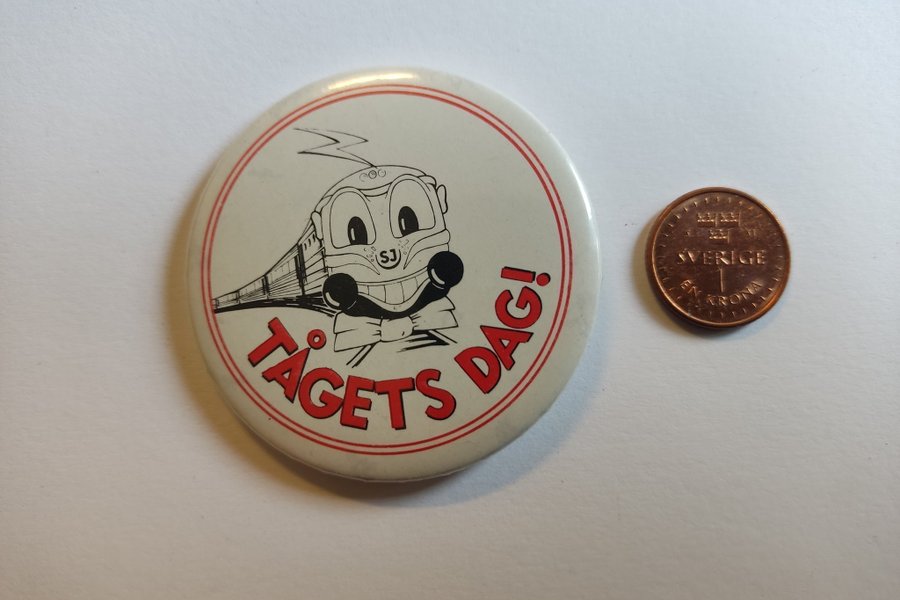 SJ
TÅGETS DAG!
SVERIGE
1
EN KRONA